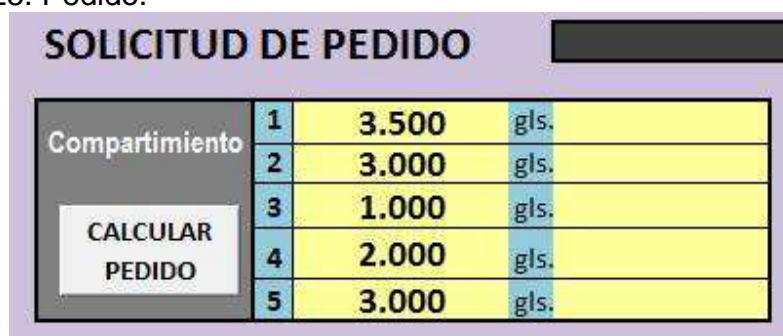 SOLICITUD DE PEDIDO
Compartimiento
1 3.500 gls.
2 3.000 gls.
3 1.000 gls.
CALCULAR
PEDIDO
4 2.000 gls.
5 3.000 gls.